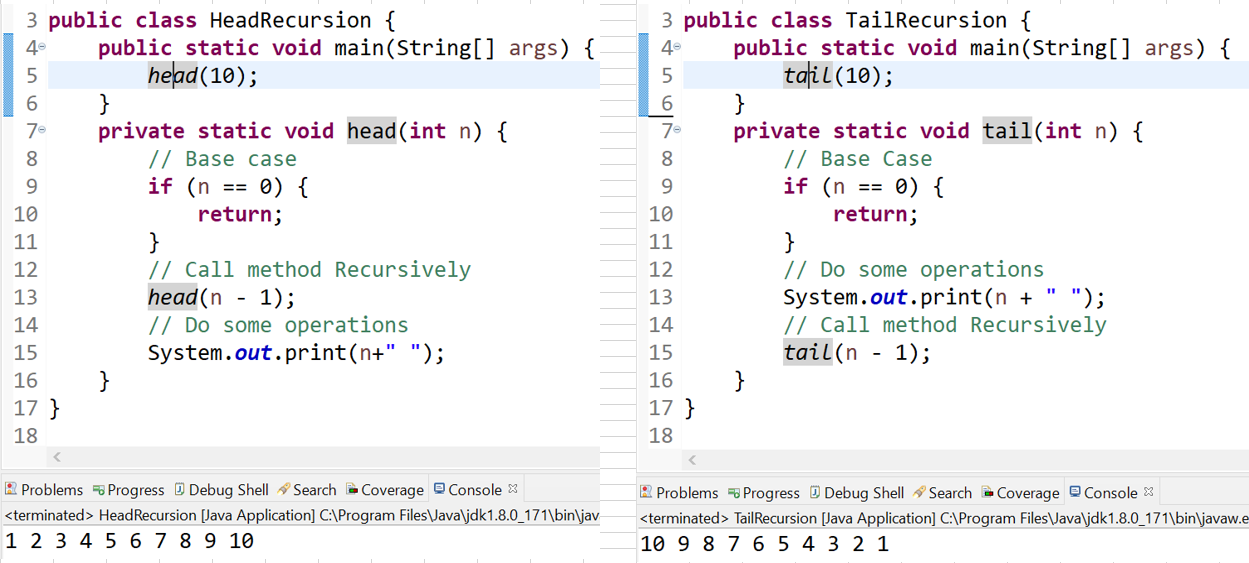 3 public class HeadRecursion {
4 public static void main(String[] args) {
5 head(10);
6 }
7 private static void head(int n) {
8 // Base case
9 if (n == 0) {
10 return;
11 }
12 // Call method Recursively
13 head(n - 1);
14 // Do some operations
15 System.out.print(n+" ");
16 }
17 }
18
Problems Progress Debug Shell Search Coverage Console
<terminated> HeadRecursion [Java Application] C:\Program Files\Java\jdk1.8.0_171\bin\jav
1 2 3 4 5 6 7 8 9 10
3 public class TailRecursion {
4 public static void main(String[] args) {
5 tail(10);
6 }
7 private static void tail(int n) {
8 // Base Case
9 if (n == 0) {
10 return;
11 }
12 // Do some operations
13 System.out.print(n + " ");
14 // Call method Recursively
15 tail(n - 1);
16 }
17 }
18
Problems Progress Debug Shell Search Coverage Console
<terminated> TailRecursion [Java Application] C:\Program Files\Java\jdk1.8.0_171\bin\javaw.e
10 9 8 7 6 5 4 3 2 1